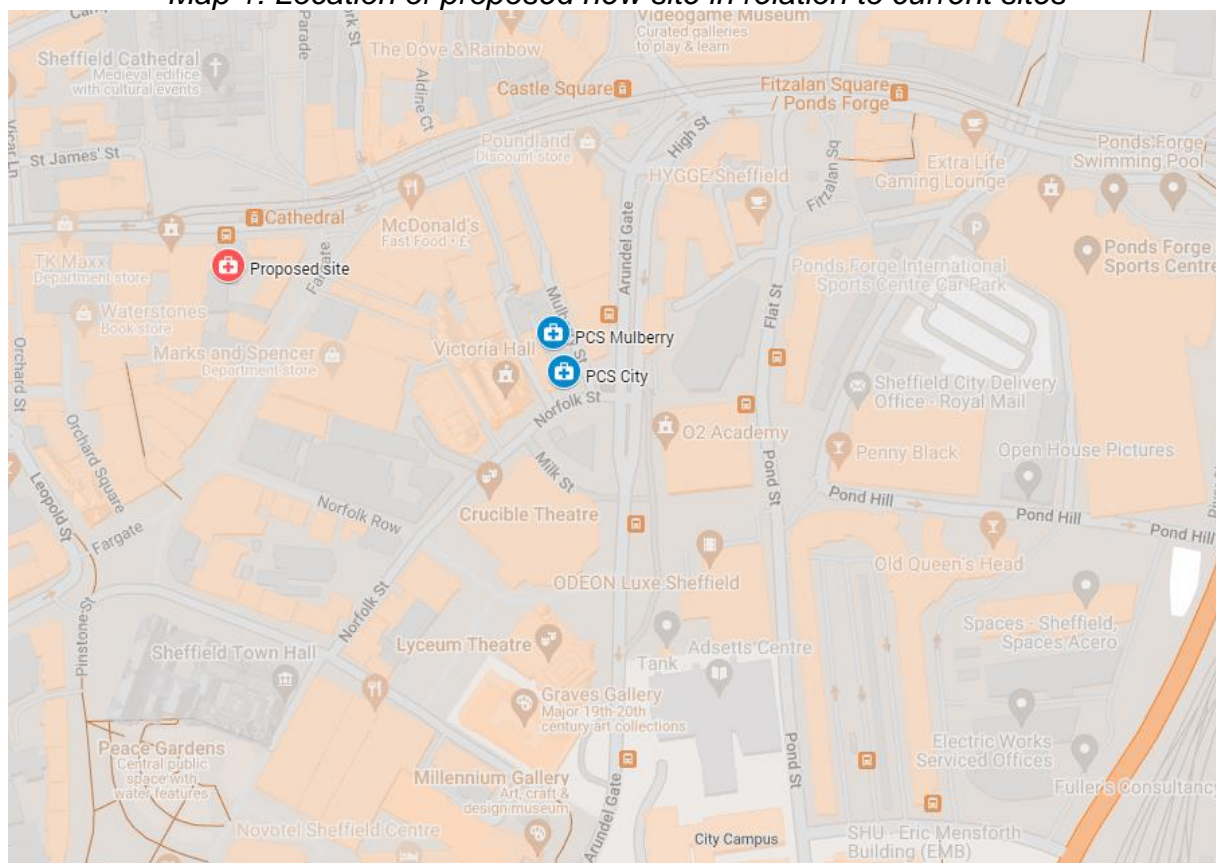 Map 1: Location of proposed new site in relation to current sites
Videogame Museum
Curated galleries
to play & learn
Sheffield Cathedral
Medieval edifice
with cultural events
Parade
The Dove & Rainbow
Aldine Ct
Castle Square
Fitzalan Square
/ Ponds Forge
Vicar Ln
St James' St
Poundland
Discount store
High St
Extra Life
Gaming Lounge
Ponds Forge
Swimming Pool
HYGGE Sheffield
Fitzalan Sq
Cathedral
McDonald's
Fast Food • £
Arundel Gate
TK Maxx
Department store
Proposed site
Fargate
Ponds Forge International
Sports Centre Car Park
Ponds Forge
Sports Centre
Waterstones
Book store
Flat St
PCS Mulberry
Orchard St
Marks and Spencer
Department store
Victoria Hall
PCS City
Norfolk St
Sheffield City Delivery
Office - Royal Mail
Orchard Square
O2 Academy
Penny Black
Open House Pictures
Leopold St
Milk St
Pond St
Norfolk Row
Crucible Theatre
Pond Hill
Pond Hill
Pond Hill
Fargate
ODEON Luxe Sheffield
Old Queen's Head
Pinstone St
Norfolk St
Sheffield Town Hall
Lyceum Theatre
Tank
Adsetts Centre
Spaces - Sheffield,
Spaces Acero
Graves Gallery
Major 19th-20th
century art collections
Peace Gardens
Central public
space with
water features
Pond St
Electric Works
Serviced Offices
Millennium Gallery
Art, craft &
design museum
Arundel Gate
Fuller's Consultancy
Novotel Sheffield Centre
City Campus
SHU - Eric Mensforth
Building (EMB)